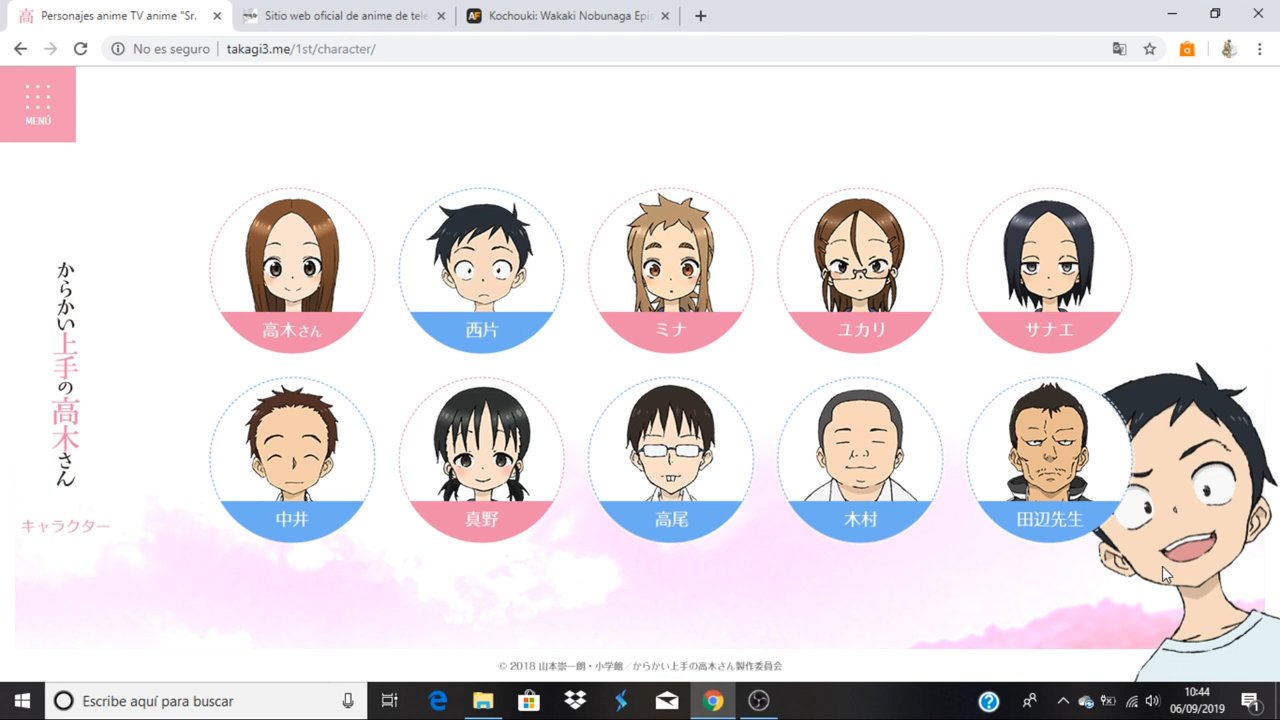 Personajes anime TV anime "Sr.
Sitio web oficial de anime de tele
Kochouki: Wakaki Nobunaga Epis
No es seguro
takagi3.me/1st/character/
MENÚ
からかい上手の高木さん
キャラクター
高木さん
西片
ミナ
ユカリ
サナエ
中井
真野
高尾
木村
田辺先生
© 2018 山本崇一朗・小学館／からかい上手の高木さん製作委員会
Escribe aquí para buscar
10:44
06/09/2019